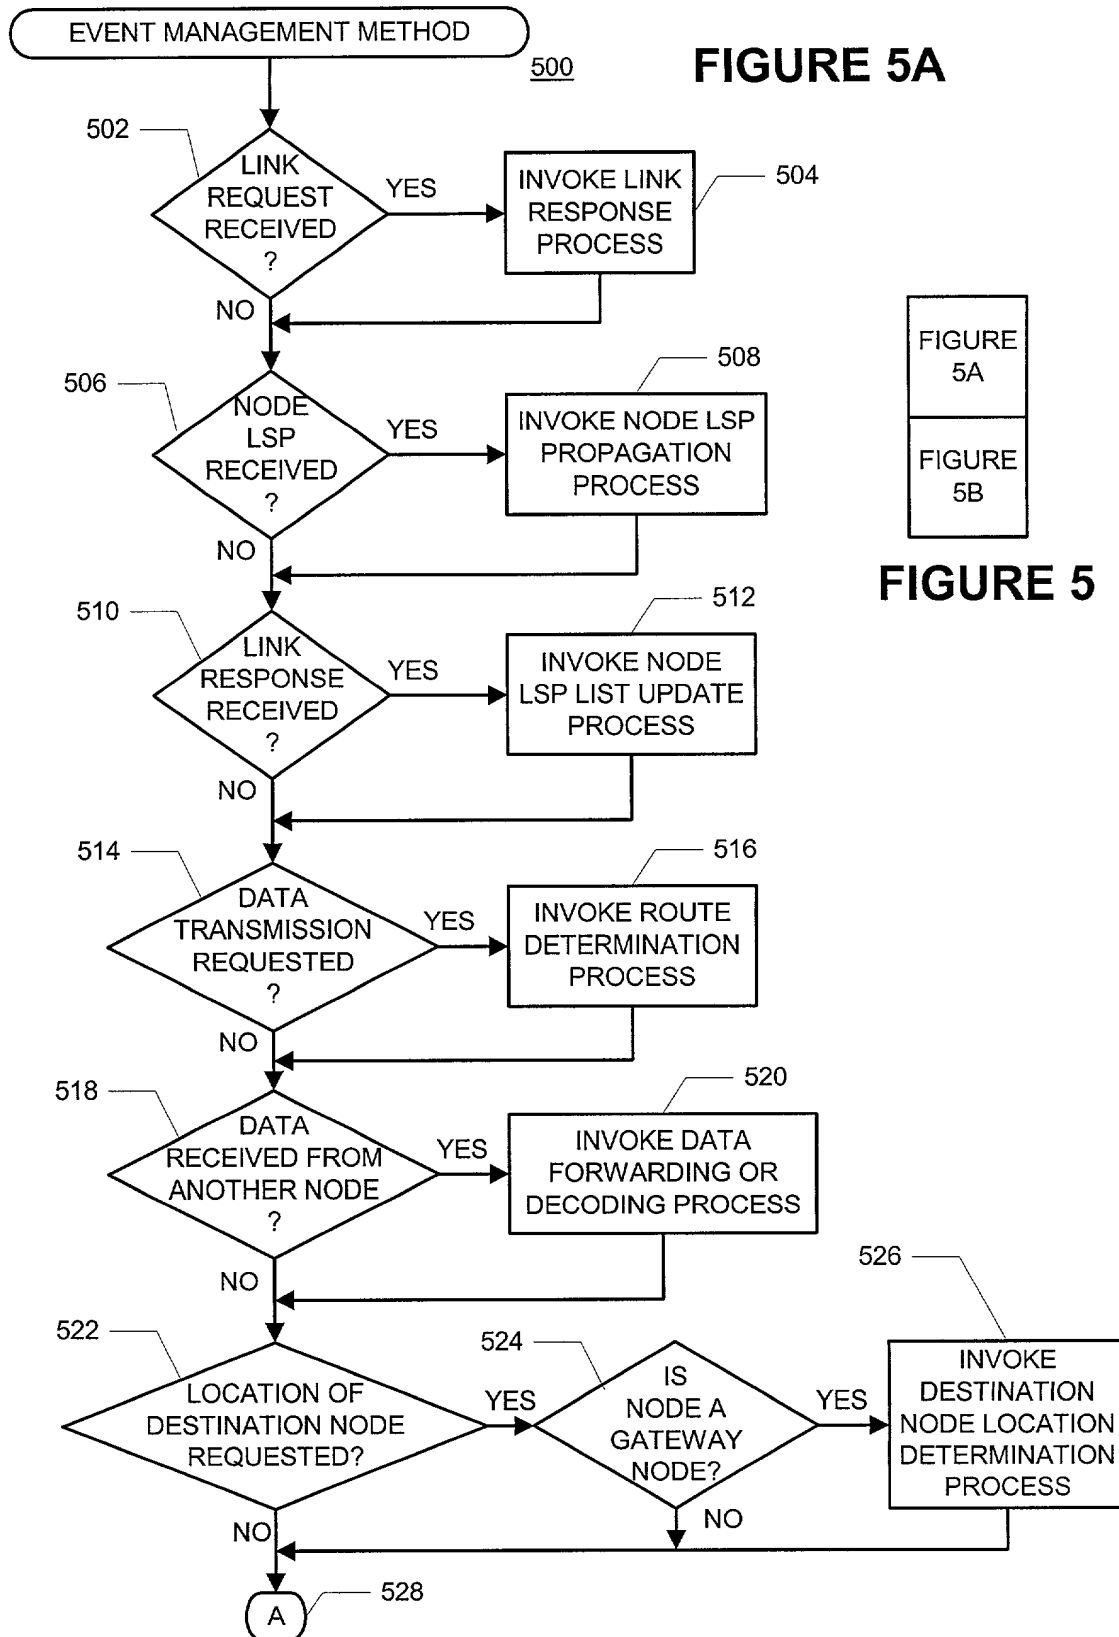 EVENT MANAGEMENT METHOD
500
FIGURE 5A
502
LINK
REQUEST
RECEIVED
?
YES
INVOKE LINK
RESPONSE
PROCESS
504
NO
506
NODE
LSP
RECEIVED
?
YES
508
INVOKE NODE LSP
PROPAGATION
PROCESS
NO
FIGURE
5A
FIGURE
5B
FIGURE 5
510
LINK
RESPONSE
RECEIVED
?
YES
512
INVOKE NODE
LSP LIST UPDATE
PROCESS
NO
514
DATA
TRANSMISSION
REQUESTED
?
YES
516
INVOKE ROUTE
DETERMINATION
PROCESS
NO
518
DATA
RECEIVED FROM
ANOTHER NODE
?
YES
520
INVOKE DATA
FORWARDING OR
DECODING PROCESS
NO
522
LOCATION OF
DESTINATION NODE
REQUESTED?
YES
524
IS
NODE A
GATEWAY
NODE?
YES
526
INVOKE
DESTINATION
NODE LOCATION
DETERMINATION
PROCESS
NO
NO
A
528